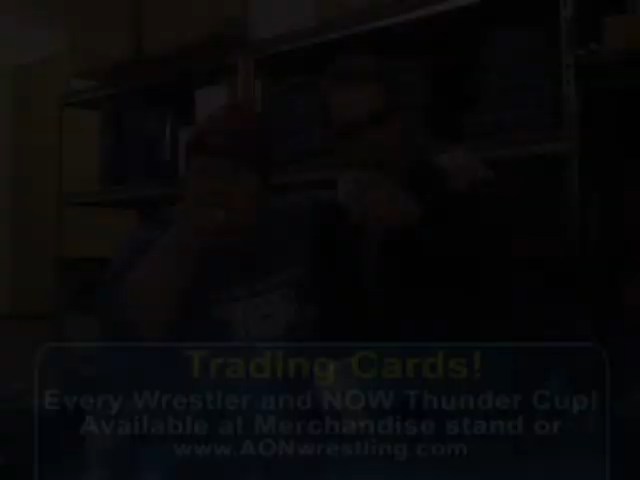 Trading Cards!
Every Wrestler and NOW Thunder Cup!
Available at Merchandise stand or
www.AONwrestling.com